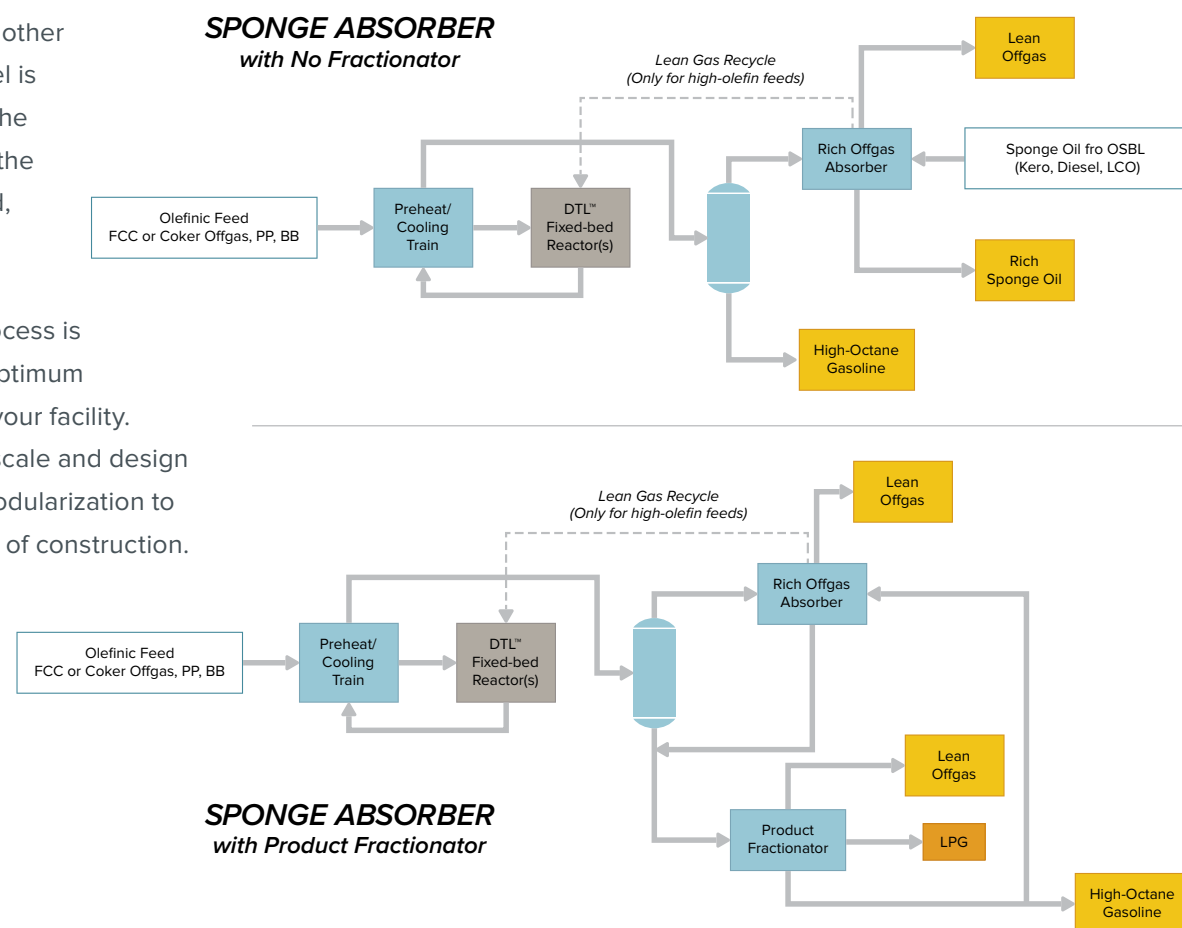 other
el is
he
the
d,
ocess is
ptimum
your facility.
scale and design
odularization to
of construction.
SPONGE ABSORBER
with No Fractionator
Lean Gas Recycle
(Only for high-olefin feeds)
Lean
Offgas
Rich Offgas
Absorber
Sponge Oil fro OSBL
(Kero, Diesel, LCO)
Olefinic Feed
FCC or Coker Offgas, PP, BB
Preheat/
Cooling
Train
DTL™
Fixed-bed
Reactor(s)
Rich
Sponge Oil
High-Octane
Gasoline
Lean Gas Recycle
(Only for high-olefin feeds)
Lean
Offgas
Rich Offgas
Absorber
Olefinic Feed
FCC or Coker Offgas, PP, BB
Preheat/
Cooling
Train
DTL™
Fixed-bed
Reactor(s)
Lean
Offgas
SPONGE ABSORBER
with Product Fractionator
Product
Fractionator
LPG
High-Octane
Gasoline